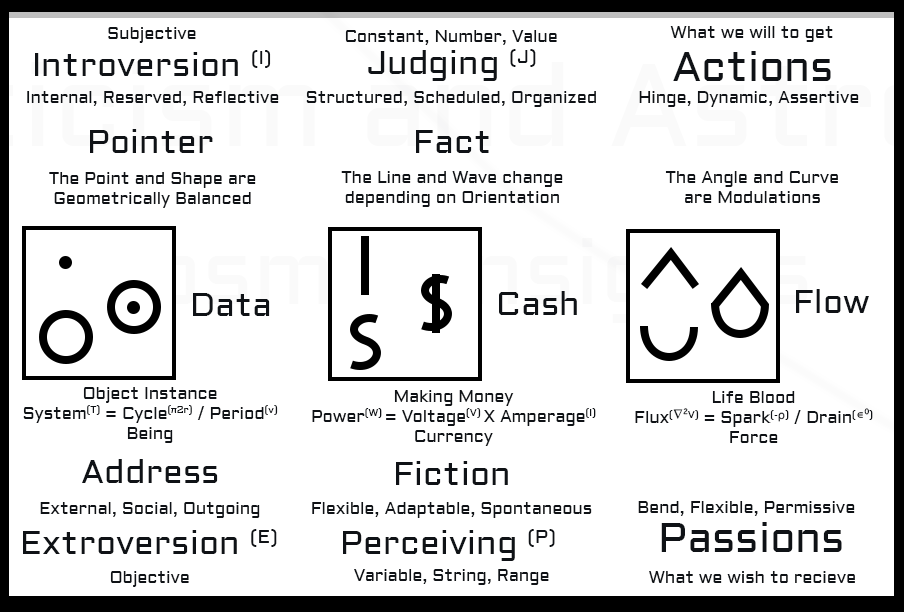 Subjective
Introversion (I)
Internal, Reserved, Reflective
Pointer
The Point and Shape are
Geometrically Balanced
Data
Object Instance
System(T) = Cycle(π2r) / Period(v)
Being
Address
External, Social, Outgoing
Extroversion (E)
Objective
Constant, Number, Value
Judging (J)
Structured, Scheduled, Organized
Fact
The Line and Wave change
depending on Orientation
$
Cash
Making Money
Power(W) = Voltage(V) X Amperage(I)
Currency
Fiction
Flexible, Adaptable, Spontaneous
Perceiving (P)
Variable, String, Range
What we will to get
Actions
Hinge, Dynamic, Assertive
The Angle and Curve
are Modulations
Flow
Life Blood
Flux(∇²v) = Spark(-ρ) / Drain(∈⁰)
Force
Bend, Flexible, Permissive
Passions
What we wish to recieve